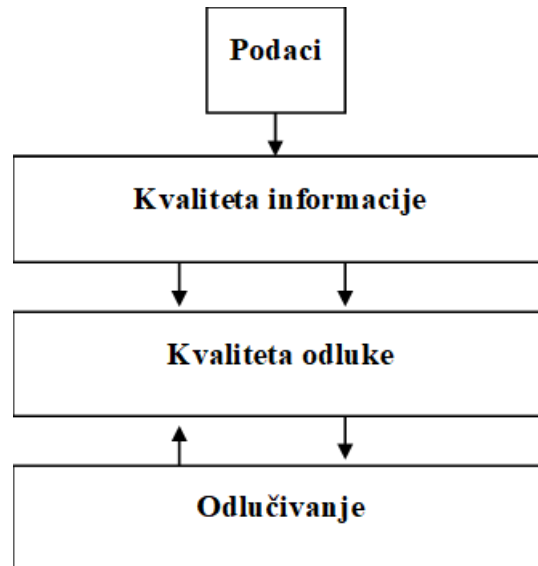 Podaci
Kvaliteta informacije
Kvaliteta odluke
Odlučivanje